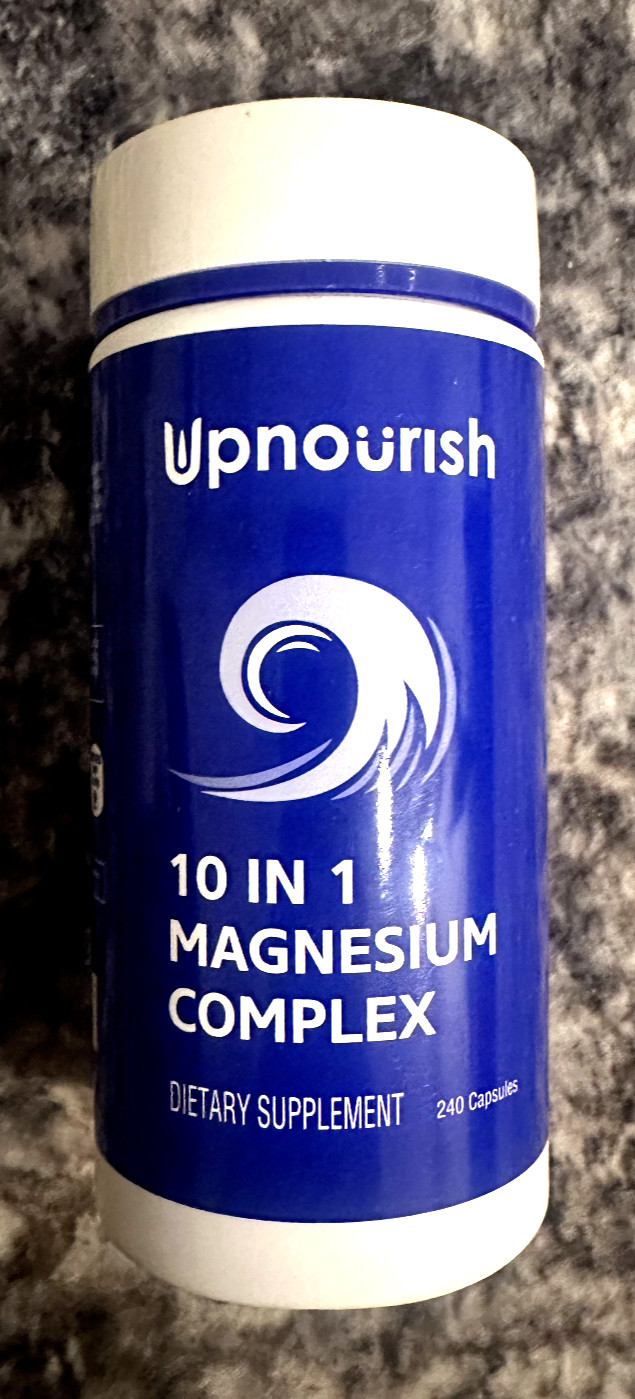 Upnourish
10 IN 1
MAGNESIUM
COMPLEX
DIETARY SUPPLEMENT
240 Capsules